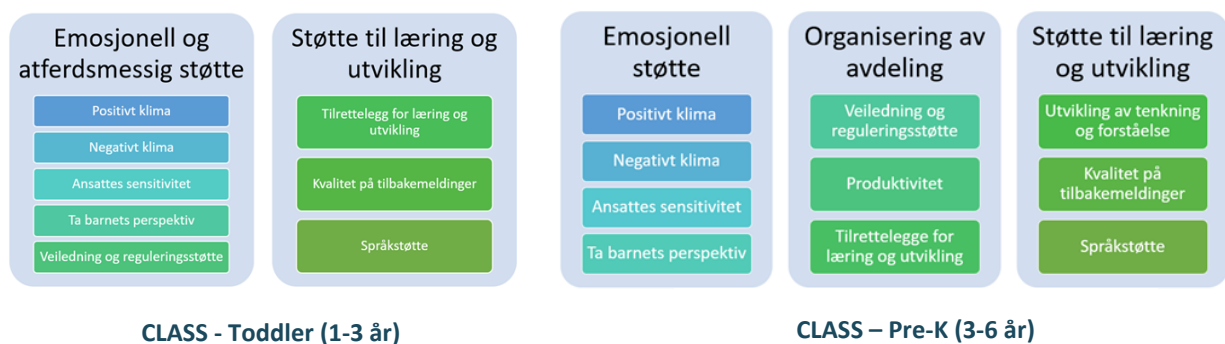 Emosjonell og
atferdsmessig støtte
Positivt klima
Negativt klima
Ansattes sensitivitet
Ta barnets perspektiv
Veiledning og reguleringsstøtte
Støtte til læring og
utvikling
Tilrettelegg for læring og
utvikling
Kvalitet på tilbakemeldinger
Språkstøtte
CLASS - Toddler (1-3 år)
Emosjonell
støtte
Positivt klima
Negativt klima
Ansattes sensitivitet
Ta barnets perspektiv
Organisering av
avdeling
Veiledning og
reguleringsstøtte
Produktivitet
Tilrettelegge for
læring og utvikling
Støtte til læring
og utvikling
Utvikling av tenkning
og forståelse
Kvalitet på
tilbakemeldinger
Språkstøtte
CLASS – Pre-K (3-6 år)